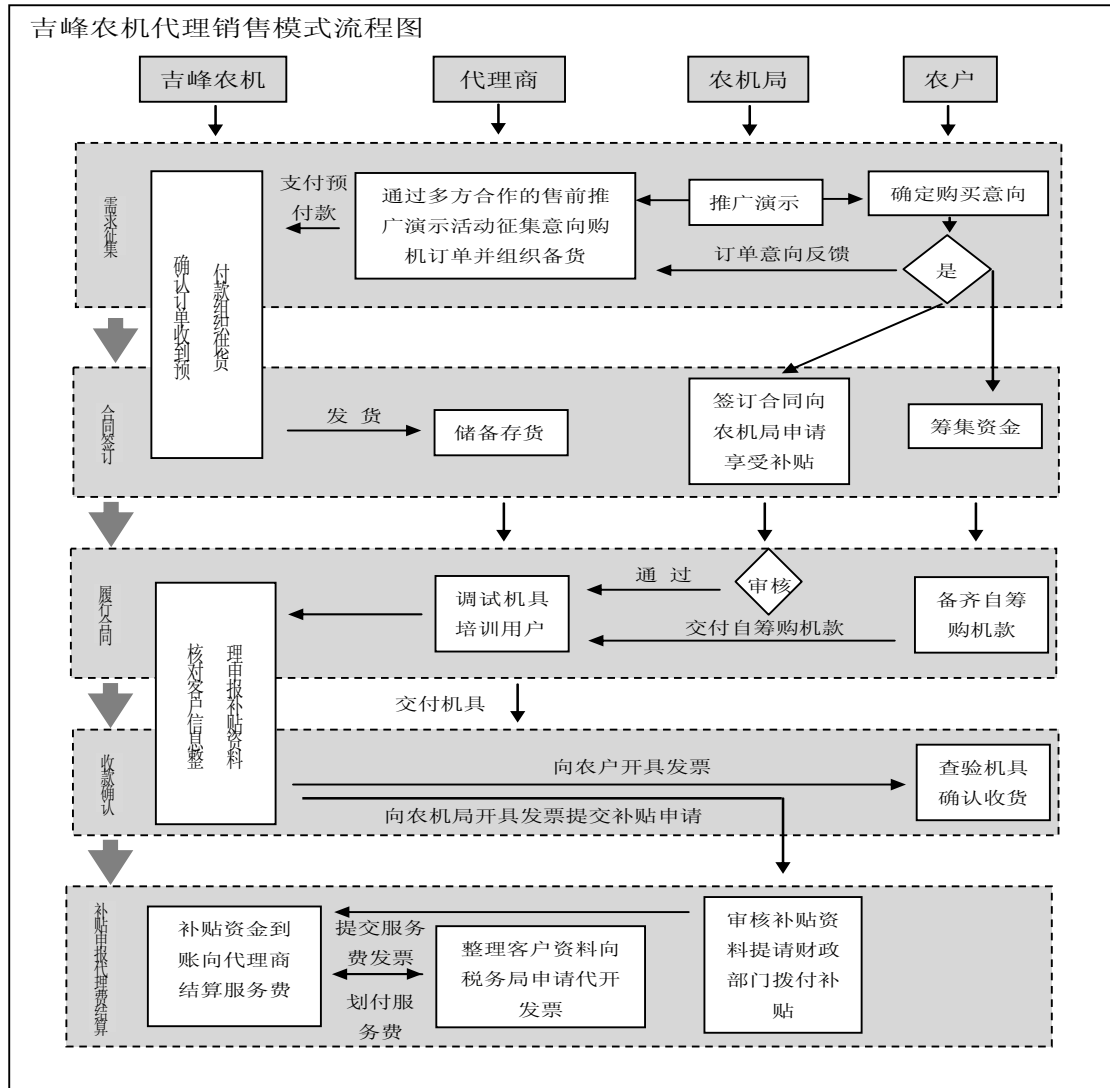 吉峰农机代理销售模式流程图
吉峰农机
代理商
农机局
农户
需求征集
确认订单收到预
付款组织供货
支付预
付款
通过多方合作的售前推
广演示活动征集意向购
机订单并组织备货
推广演示
确定购买意向
订单意向反馈
是
合同签订
发 货
储备存货
签订合同向
农机局申请
享受补贴
筹集资金
履行合同
核对客户信息整
理申报补贴资料
调试机具
培训用户
通 过
审核
交付自筹购机款
备齐自筹
购机款
交付机具
收款确认
向农户开具发票
查验机具
确认收货
向农机局开具发票提交补贴申请
补贴申报代理费结算
补贴资金到
账向代理商
结算服务费
提交服务
费发票
划付服
务费
整理客户资料向
税务局申请代开
发票
审核补贴资
料提请财政
部门拨付补
贴